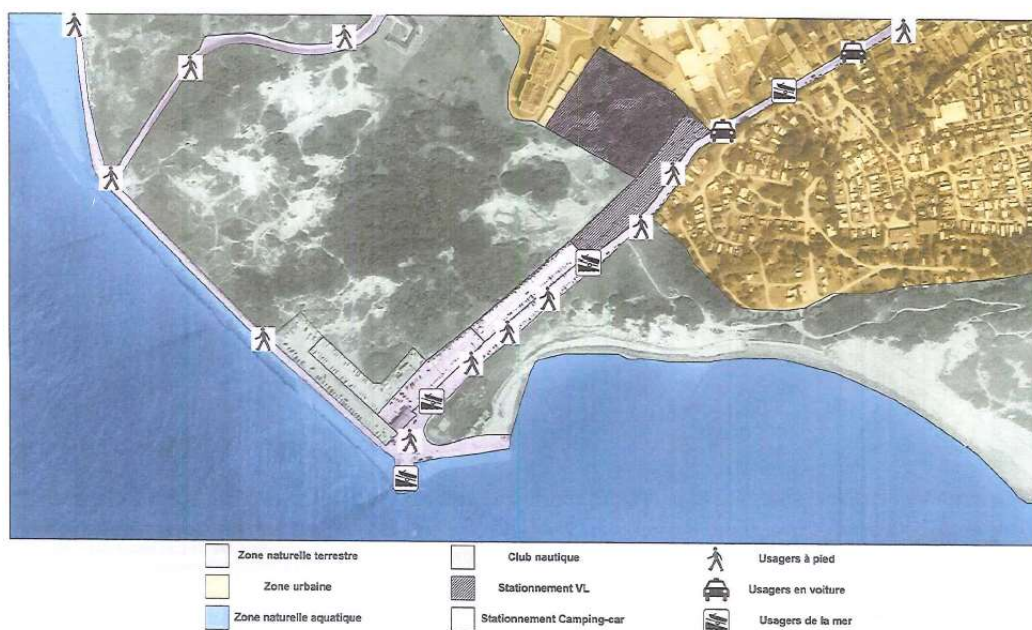 Zone naturelle terrestre
Zone urbaine
Zone naturelle aquatique
Club nautique
Stationnement VL
Stationnement Camping-car
Usagers à pied
Usagers en voiture
Usagers de la mer